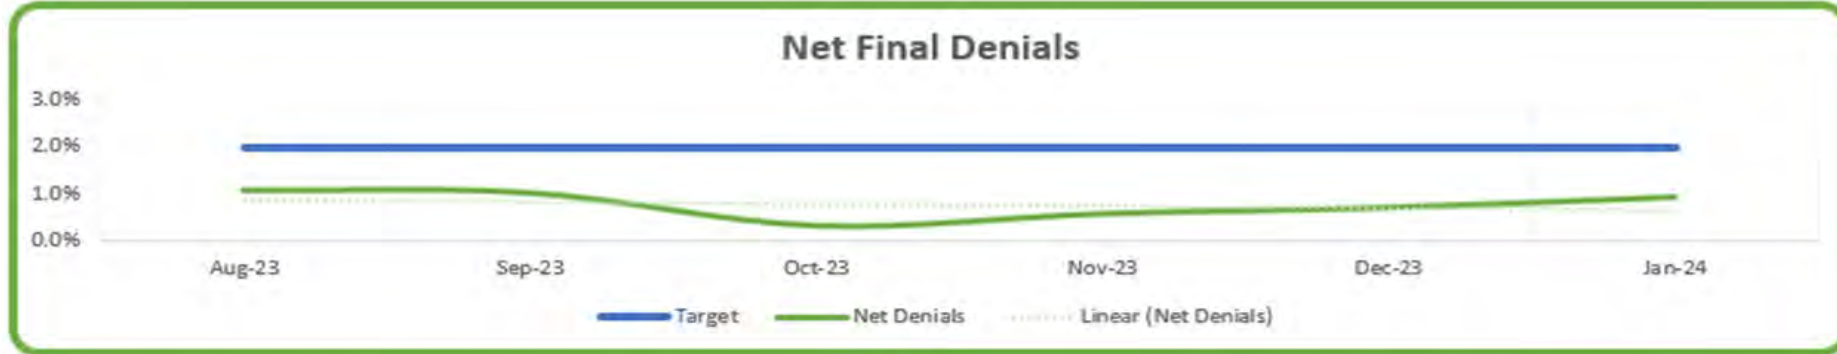 Net Final Denials
3.0%
2.0%
1.0%
0.0%
Aug-23 Sep-23 Oct-23 Nov-23 Dec-23 Jan-24
Target Net Denials Linear (Net Denials)